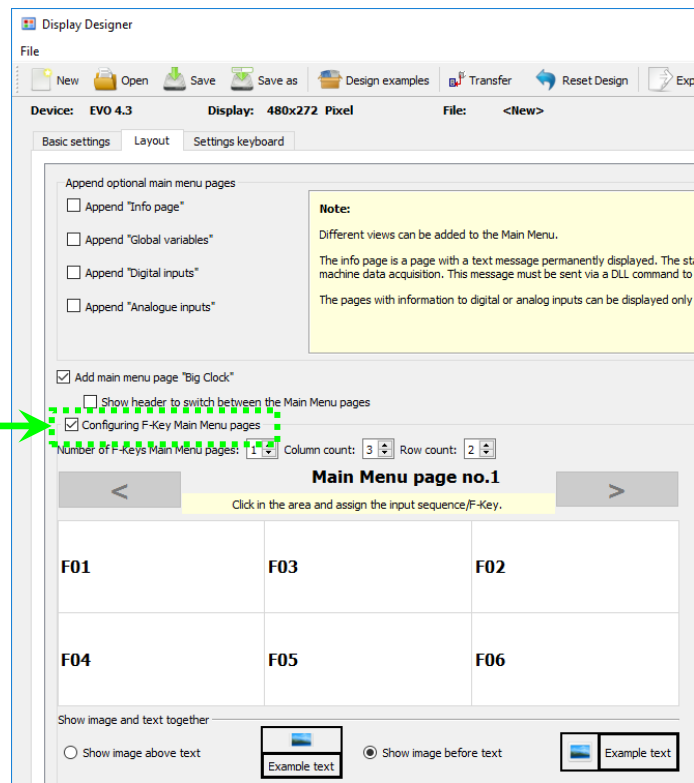 Display Designer
File
New Open Save Save as Design examples Transfer Reset Design Exp
Device: EVO 4.3 Display: 480x272 Pixel File: <New>
Basic settings Layout Settings keyboard
Append optional main menu pages
Append "Info page"
Append "Global variables"
Append "Digital inputs"
Append "Analogue inputs"
Note:
Different views can be added to the Main Menu.
The info page is a page with a text message permanently displayed. The sta
machine data acquisition. This message must be sent via a DLL command to
The pages with information to digital or analog inputs can be displayed only
Add main menu page "Big Clock"
Show header to switch between the Main Menu pages
Configuring F-Key Main Menu pages
Number of F-Keys Main Menu pages: 1 Column count: 3 Row count: 2
< Main Menu page no.1 >
Click in the area and assign the input sequence/F-Key.
F01 F03 F02
F04 F05 F06
Show image and text together
Show image above text
Example text
Show image before text
Example text